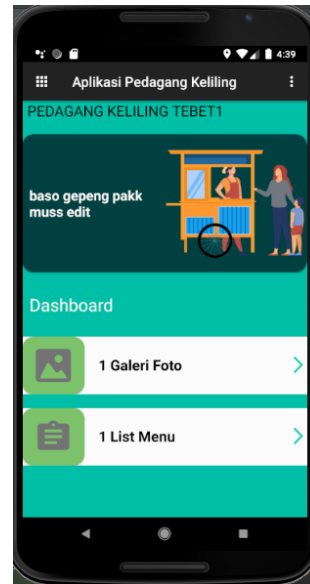 4:39
Aplikasi Pedagang Keliling
PEDAGANG KELILING TEBET1
baso gepeng pakk
muss edit
Dashboard
1 Galeri Foto
1 List Menu